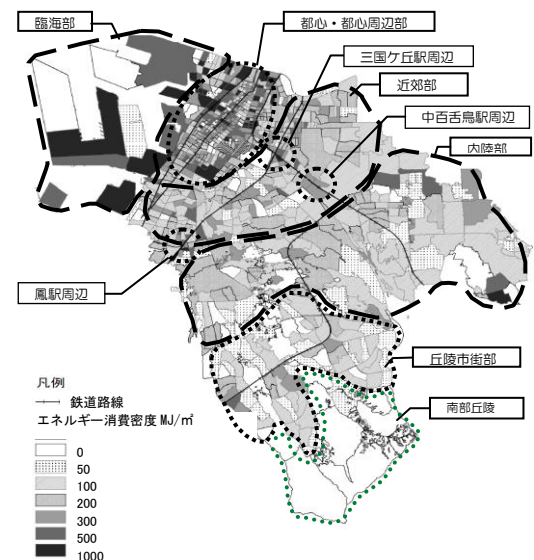 臨海部
都心・都心周辺部
三国ケ丘駅周辺
近郊部
中百舌鳥駅周辺
内陸部
鳳駅周辺
丘陵市街部
南部丘陵
凡例
鉄道路線
エネルギー消費密度 MJ/㎡
0
50
100
200
300
500
1000